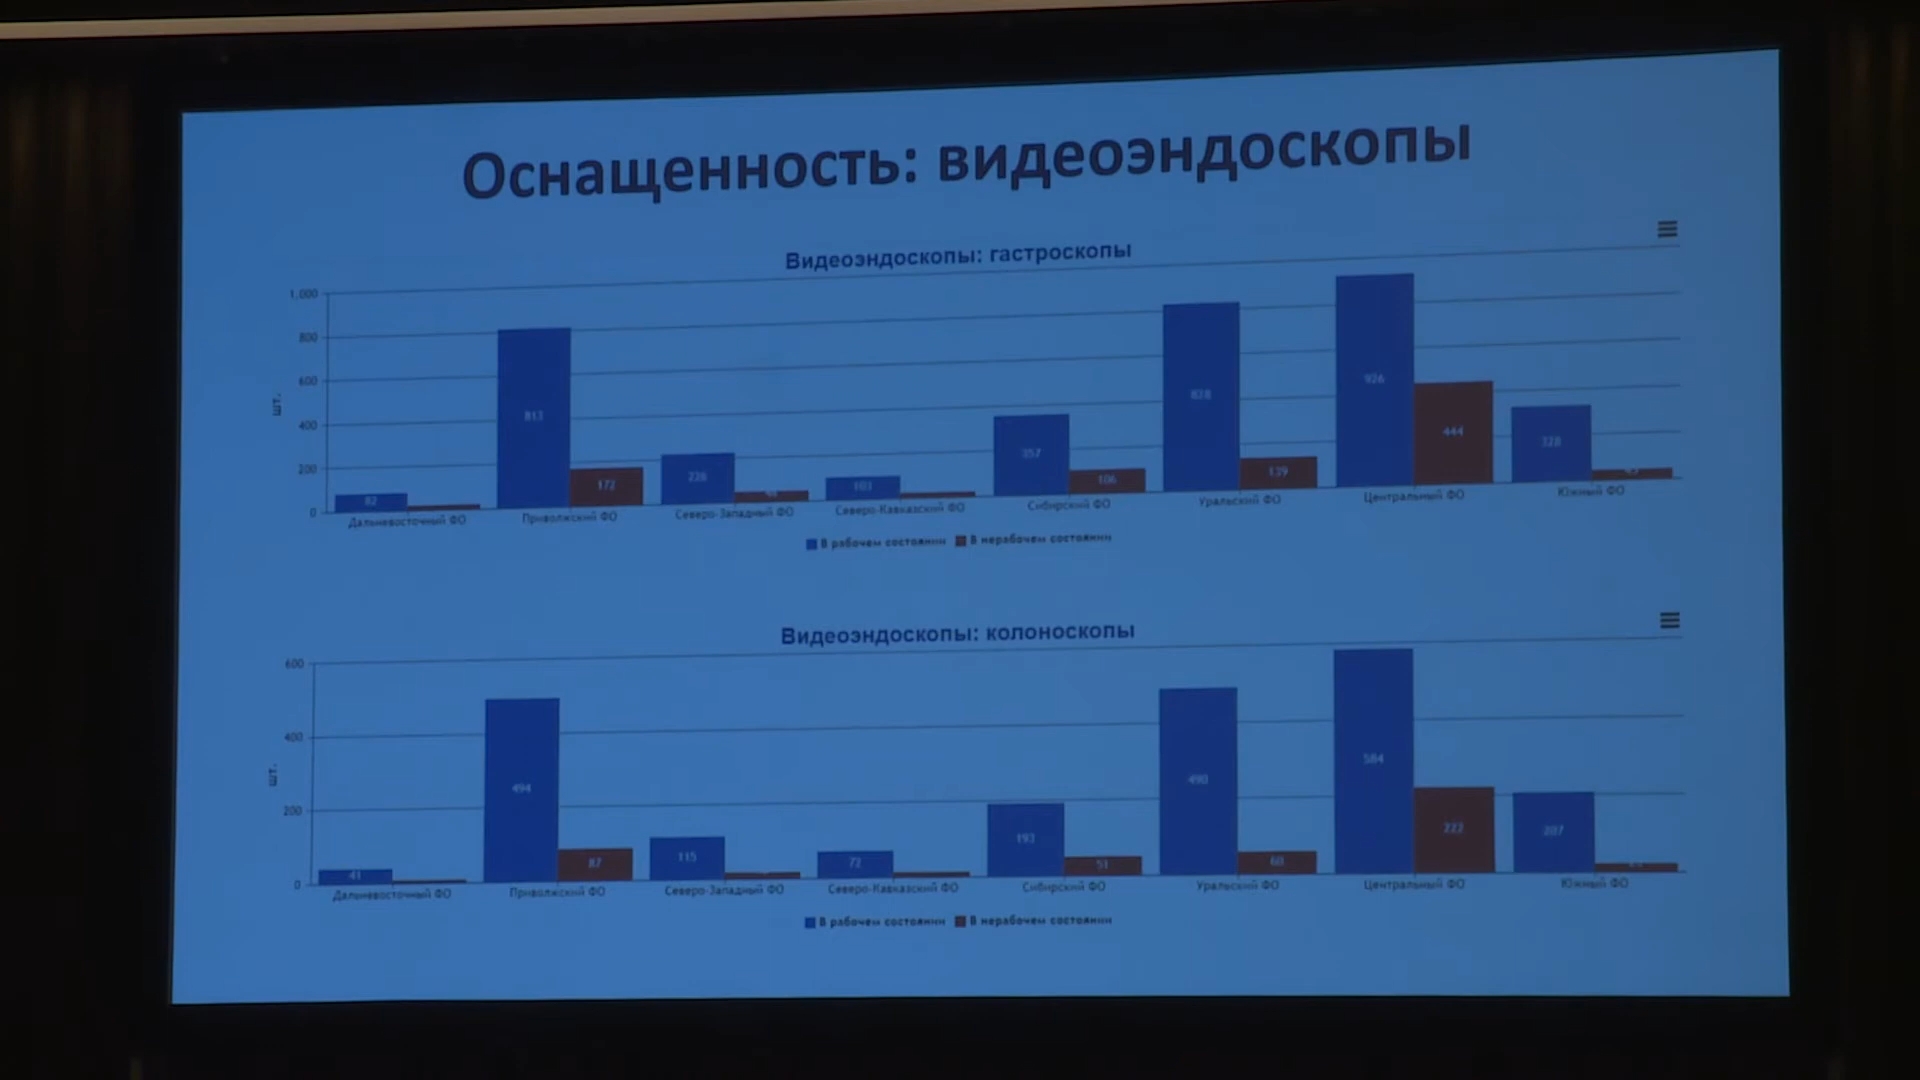 Оснащенность: видеоэндоскопы
Видеоэндоскопы: гастроскопы
шт.
1,000
800
600
400
200
0
82
813
172
226
103
357
106
828
139
926
444
328
Дальневосточный ФО
Приволжский ФО
Северо-Западный ФО
Северо-Кавказский ФО
Сибирский ФО
Уральский ФО
Центральный ФО
Южный ФО
В рабочем состоянии
В нерабочем состоянии
Видеоэндоскопы: колоноскопы
шт.
600
400
200
0
41
494
87
115
72
193
51
490
60
584
222
207
Дальневосточный ФО
Приволжский ФО
Северо-Западный ФО
Северо-Кавказский ФО
Сибирский ФО
Уральский ФО
Центральный ФО
Южный ФО
В рабочем состоянии
В нерабочем состоянии